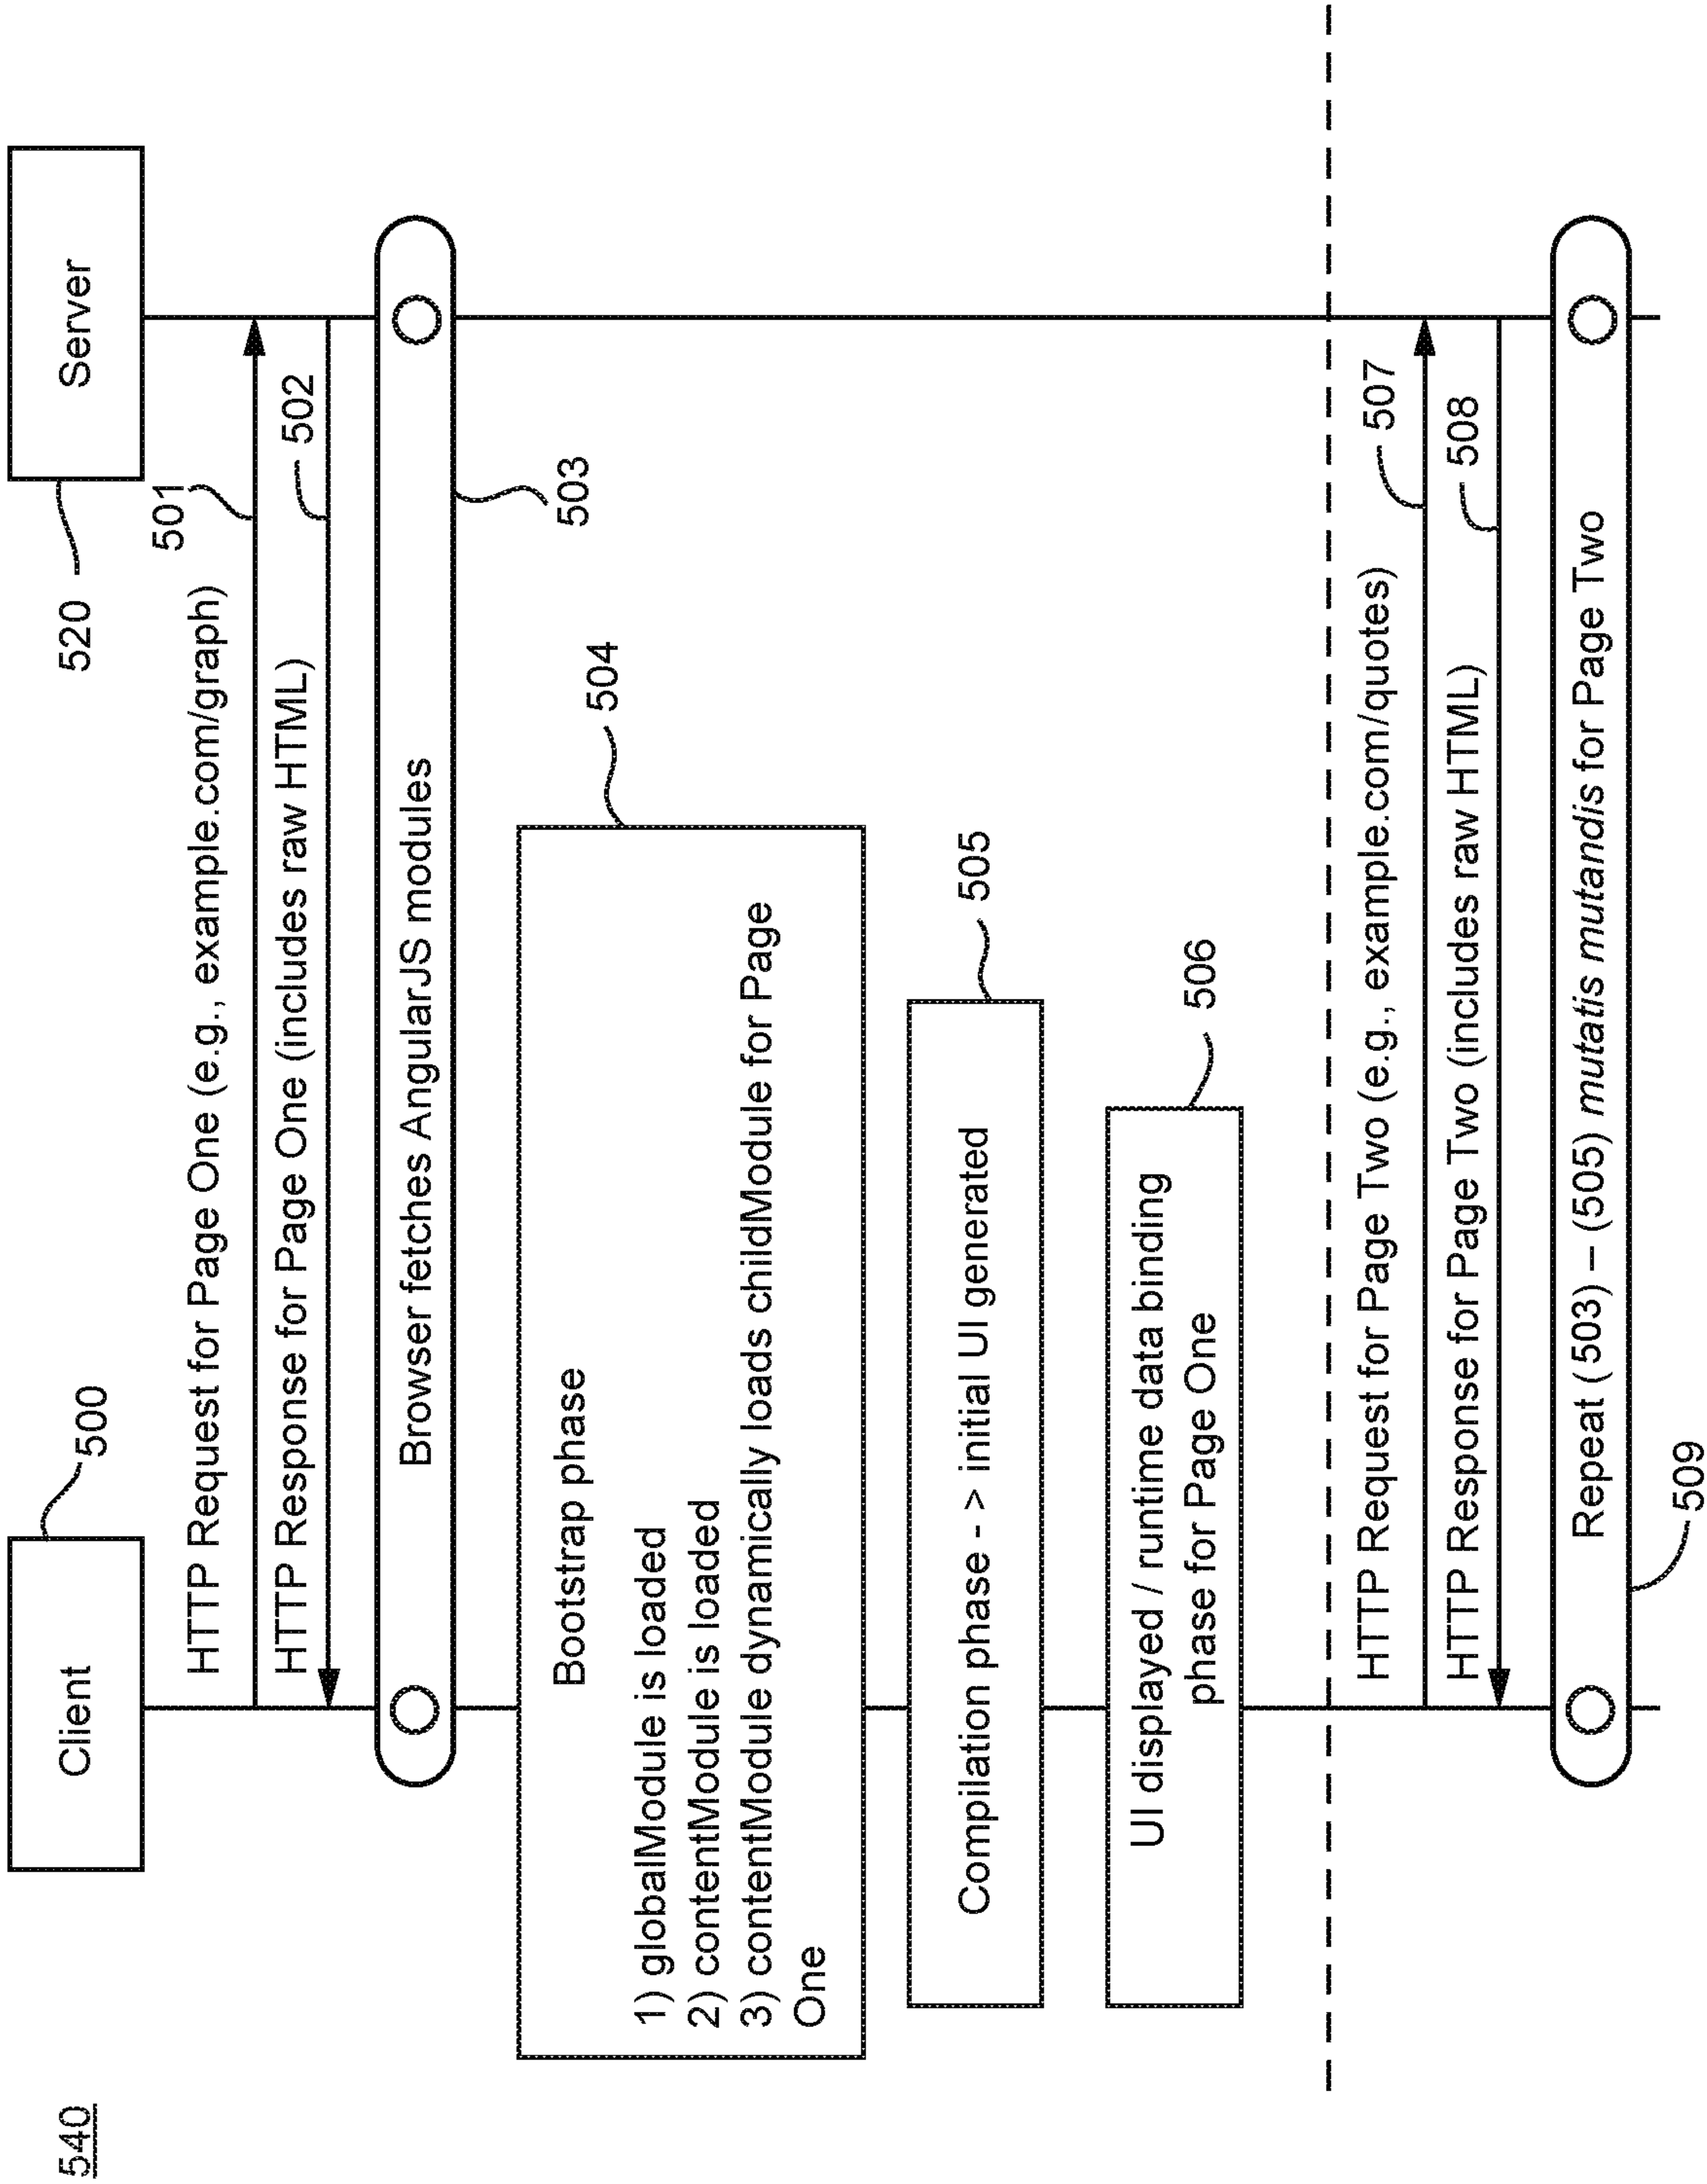 540
Client
500
Server
520
HTTP Request for Page One (e.g., example.com/graph)
501
HTTP Response for Page One (includes raw HTML)
502
Browser fetches AngularJS modules
503
Bootstrap phase
1) globalModule is loaded
2) contentModule is loaded
3) contentModule dynamically loads childModule for Page
One
504
Compilation phase - > initial UI generated
505
UI displayed / runtime data binding
phase for Page One
506
HTTP Request for Page Two (e.g., example.com/quotes)
507
HTTP Response for Page Two (includes raw HTML)
508
Repeat (503) – (505) mutatis mutandis for Page Two
509